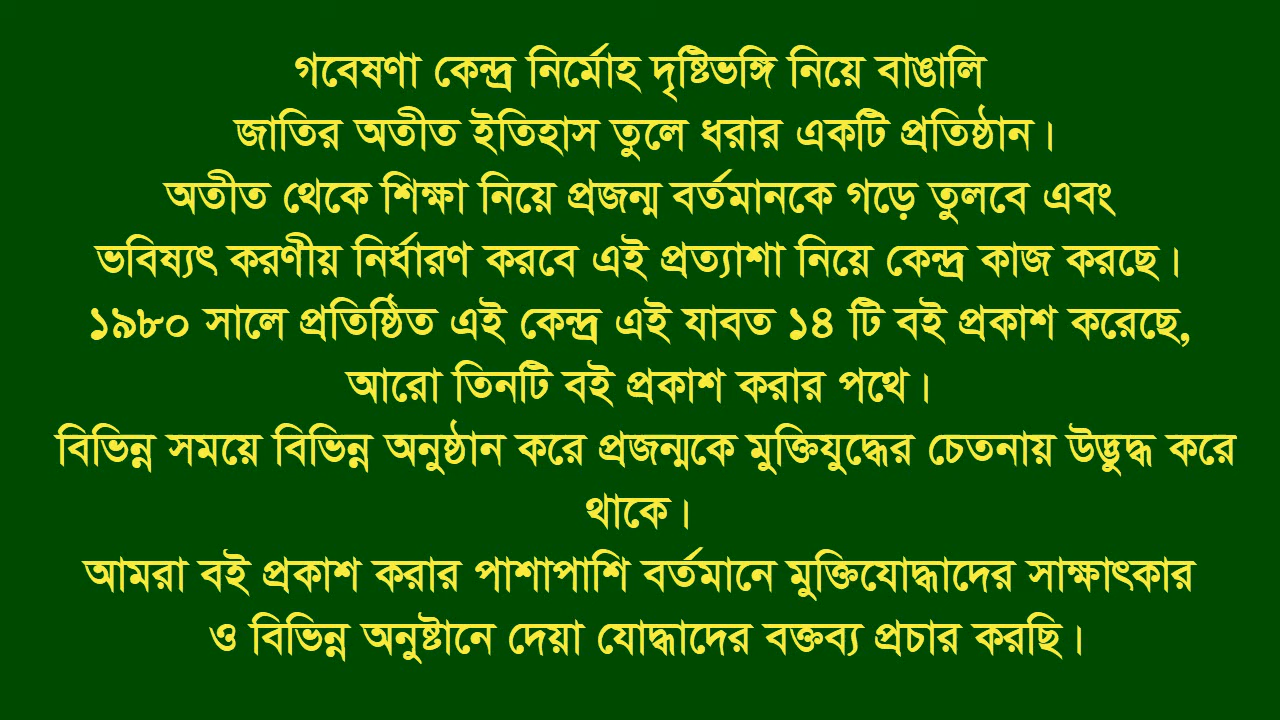 গবেষণা কেন্দ্র নির্মোহ দৃষ্টিভঙ্গি নিয়ে বাঙালি
জাতির অতীত ইতিহাস তুলে ধরার একটি প্রতিষ্ঠান।
অতীত থেকে শিক্ষা নিয়ে প্রজন্ম বর্তমানকে গড়ে তুলবে এবং
ভবিষ্যৎ করণীয় নির্ধারণ করবে এই প্রত্যাশা নিয়ে কেন্দ্র কাজ করছে।
১৯৮০ সালে প্রতিষ্ঠিত এই কেন্দ্র এই যাবত ১৪ টি বই প্রকাশ করেছে,
আরো তিনটি বই প্রকাশ করার পথে।
বিভিন্ন সময়ে বিভিন্ন অনুষ্ঠান করে প্রজন্মকে মুক্তিযুদ্ধের চেতনায় উদ্ভুদ্ধ করে
থাকে।
আমরা বই প্রকাশ করার পাশাপাশি বর্তমানে মুক্তিযোদ্ধাদের সাক্ষাৎকার
ও বিভিন্ন অনুষ্টানে দেয়া যোদ্ধাদের বক্তব্য প্রচার করছি।